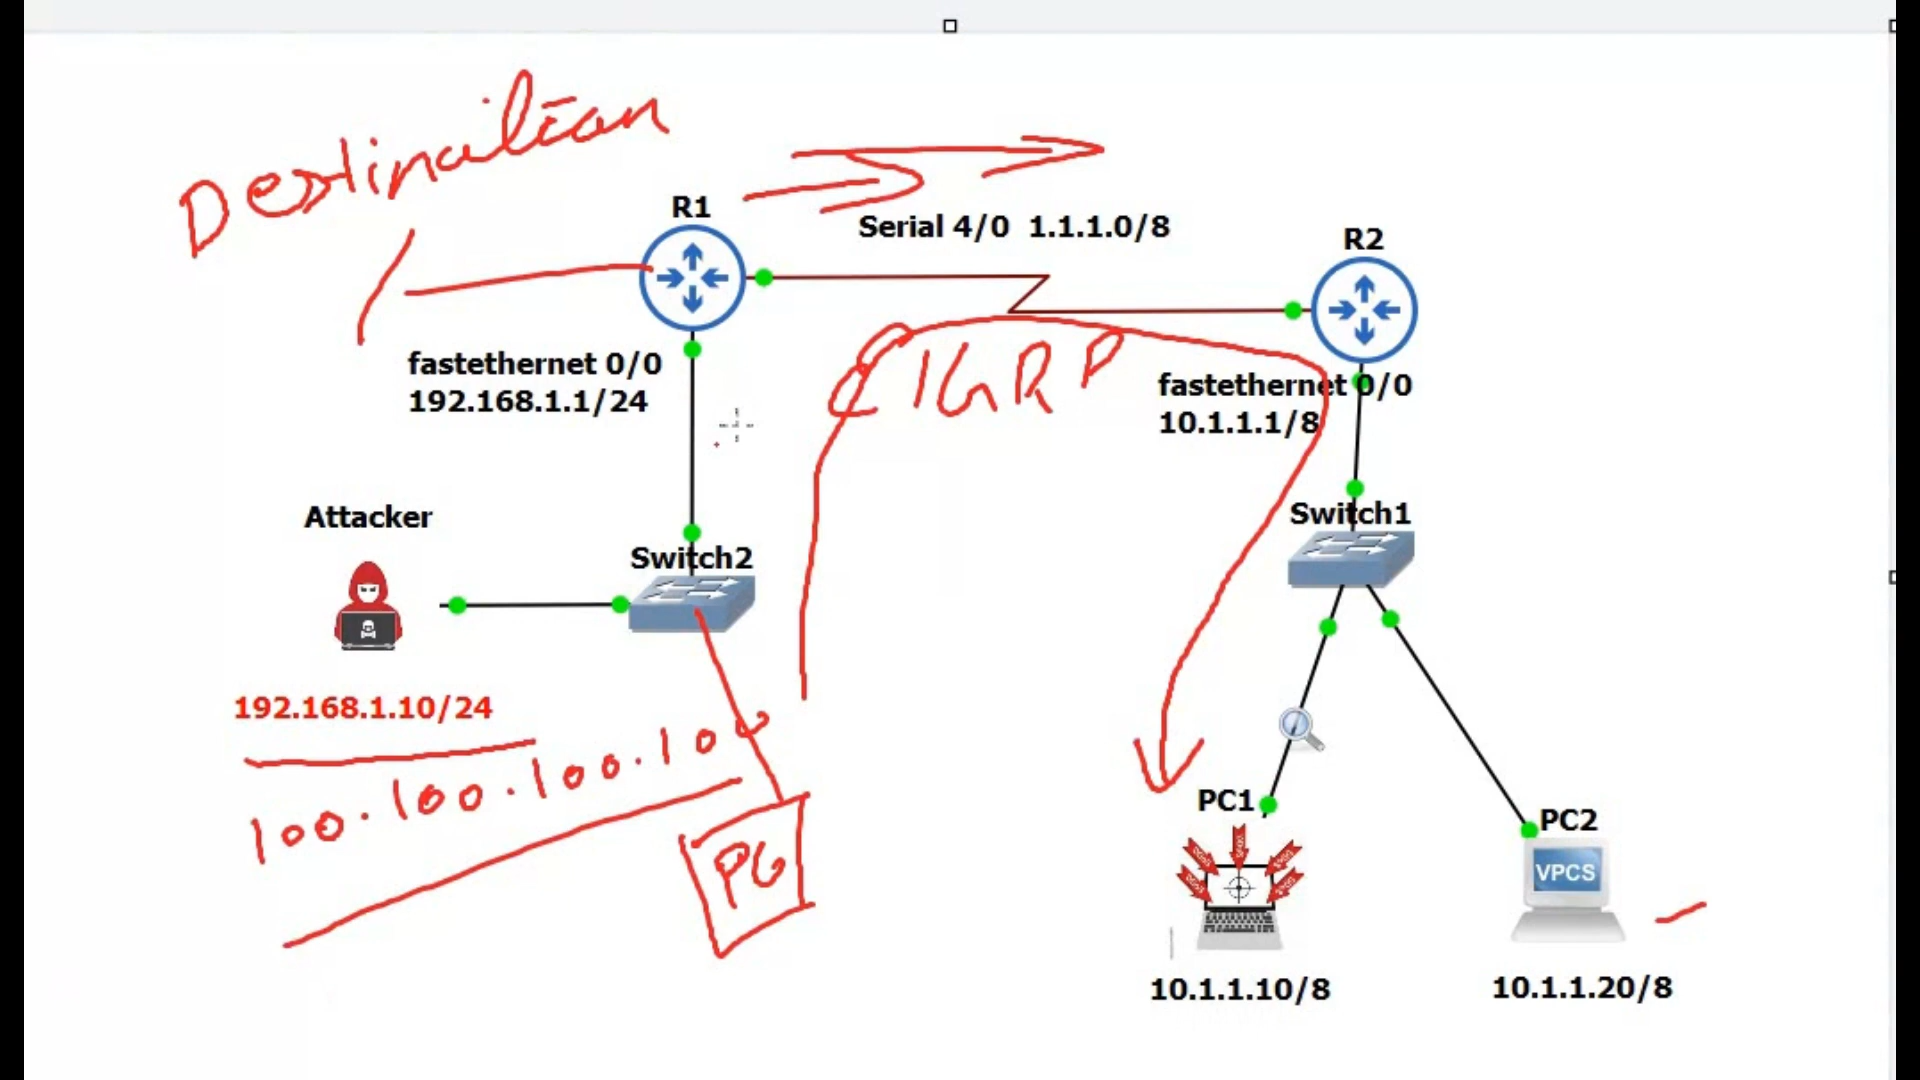 Destination
R1
Serial 4/0 1.1.1.0/8
R2
fastethernet 0/0
192.168.1.1/24
EIGRP
fastethernet 0/0
10.1.1.1/8
Attacker
Switch2
Switch1
192.168.1.10/24
100.100.100.100
PC1
PC2
VPCS
10.1.1.10/8
10.1.1.20/8